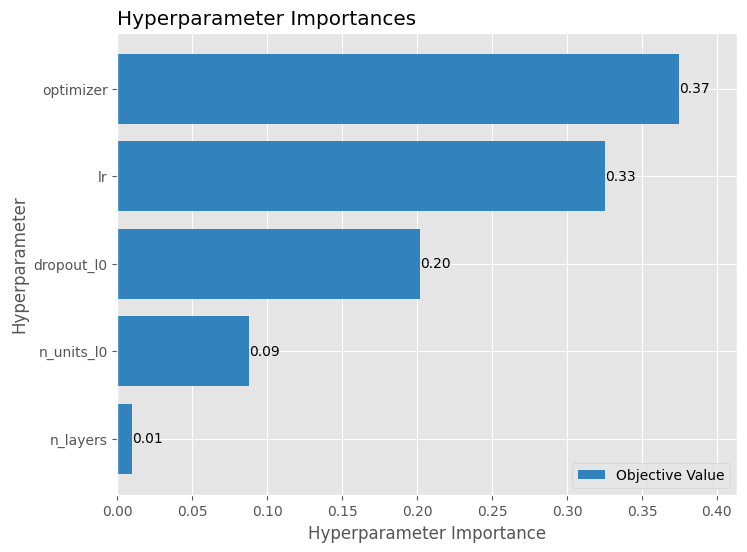 Hyperparameter Importances
Hyperparameter
optimizer
0.37
lr
0.33
dropout_l0
0.20
n_units_l0
0.09
n_layers
0.01
Objective Value
0.00 0.05 0.10 0.15 0.20 0.25 0.30 0.35 0.40
Hyperparameter Importance